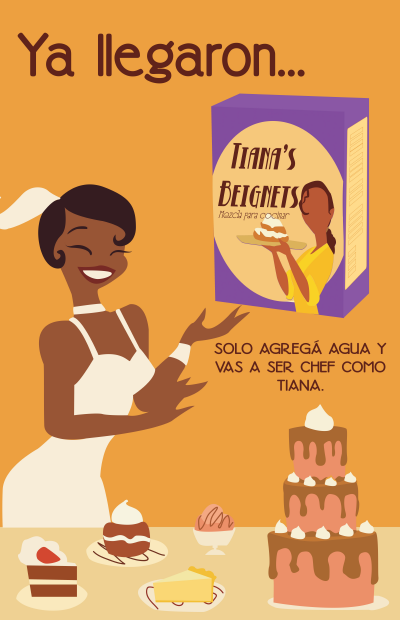 Ya llegaron...
TIANA'S
BEIGNETS
Mezcla para cocinar
SOLO AGREGÁ AGUA Y
VAS A SER CHEF COMO
TIANA.